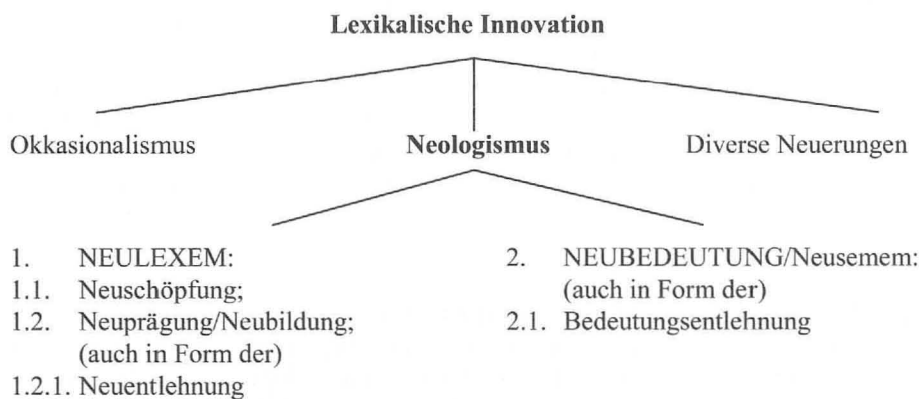 Lexikalische Innovation
Okkasionalismus
Neologismus
Diverse Neuerungen
1. NEULEXEM:
1.1. Neuschöpfung;
1.2. Neuprägung/Neubildung;
(auch in Form der)
1.2.1. Neuentlehnung
2. NEUBEDEUTUNG/Neusemem:
(auch in Form der)
2.1. Bedeutungsentlehnung